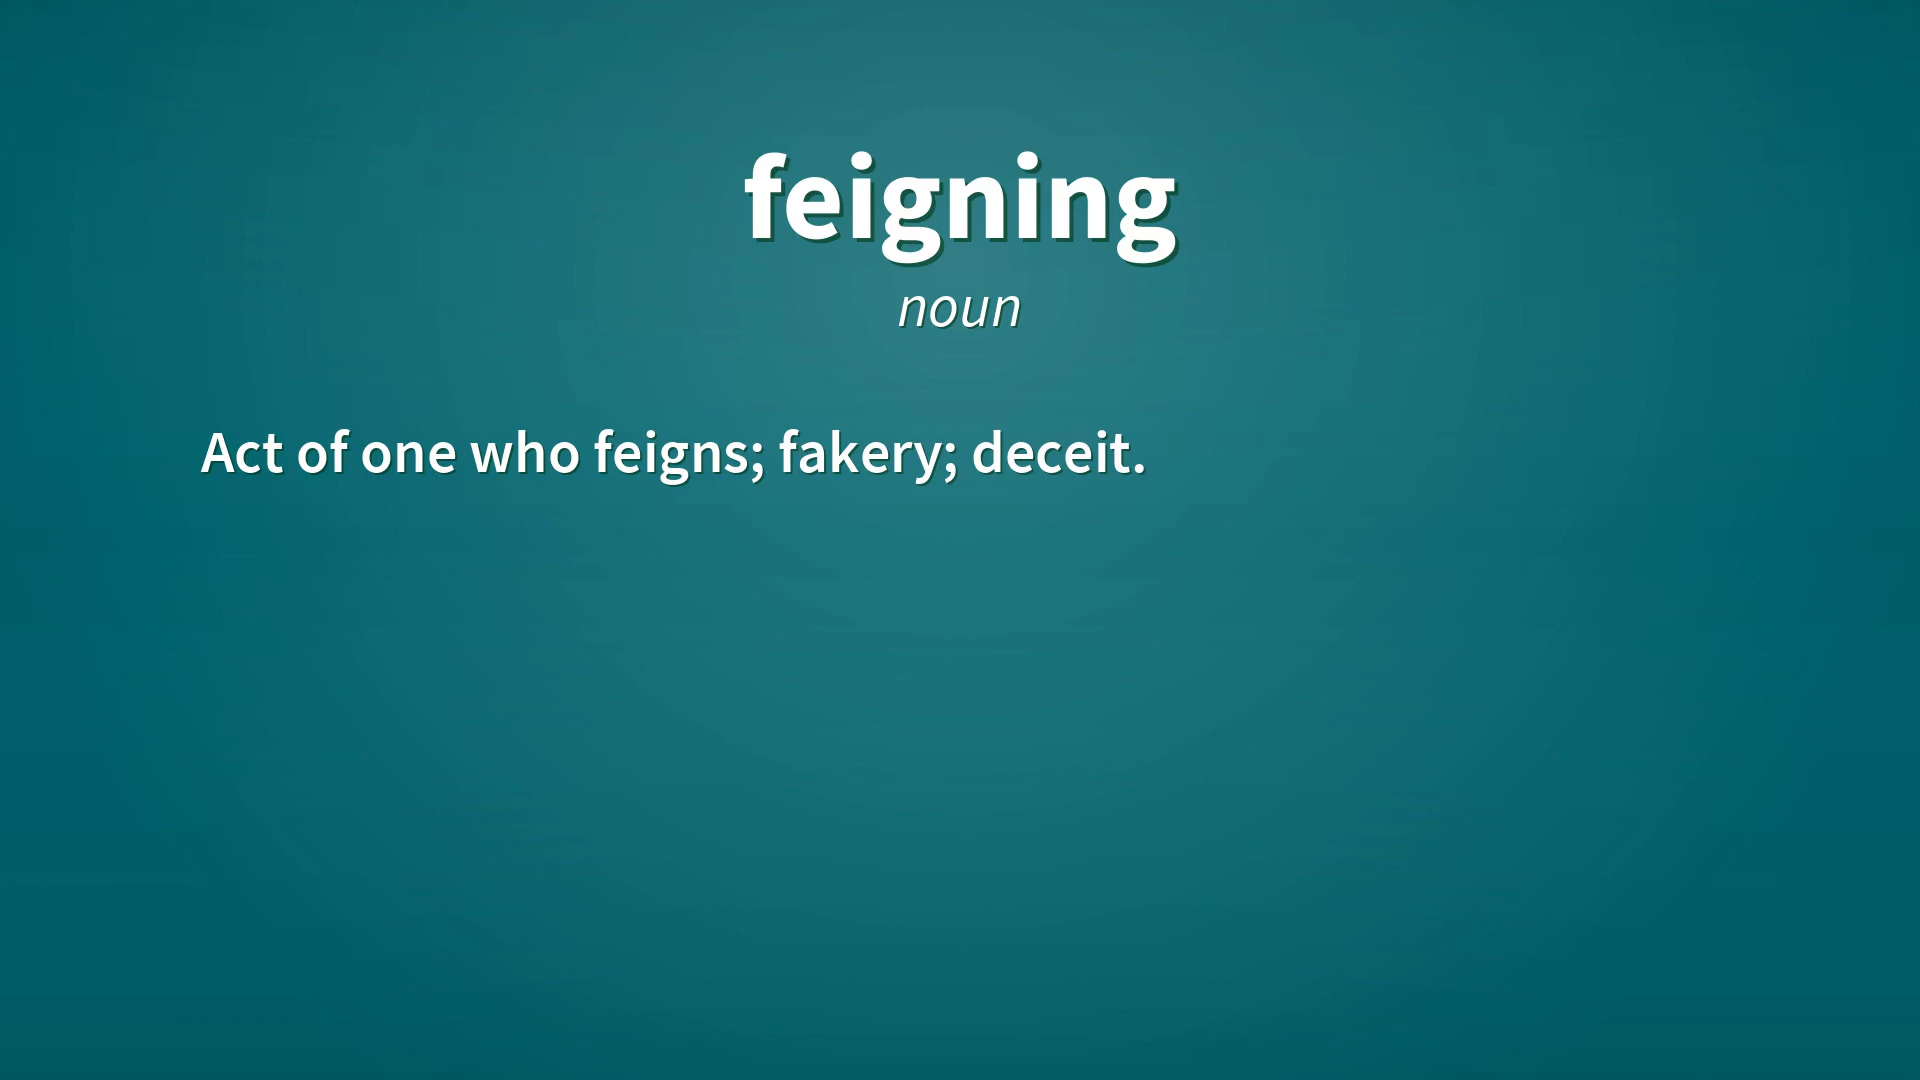 feigning
noun
Act of one who feigns; fakery; deceit.